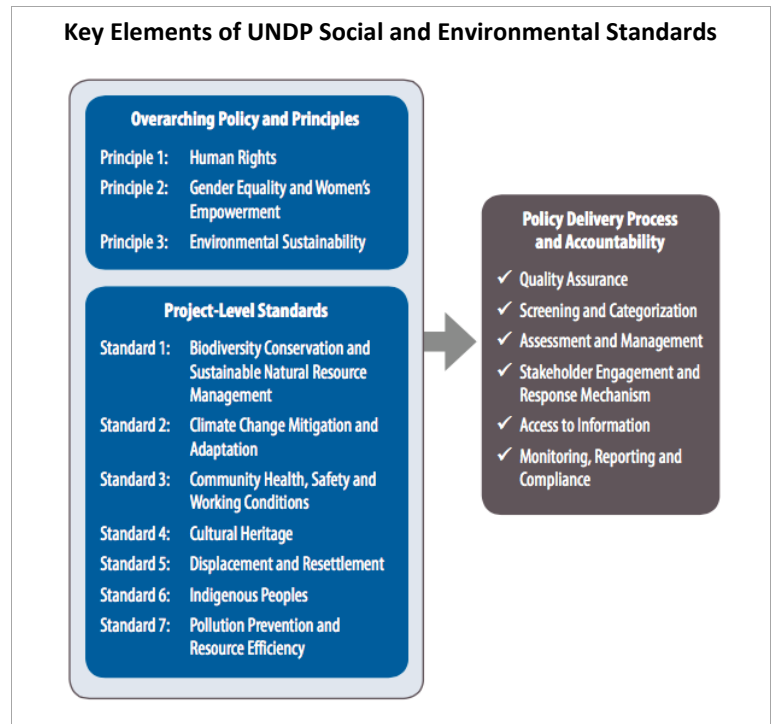 Key Elements of UNDP Social and Environmental Standards
Overarching Policy and Principles
Principle 1: Human Rights
Principle 2: Gender Equality and Women's
Empowerment
Principle 3: Environmental Sustainability
Project-Level Standards
Standard 1: Biodiversity Conservation and
Sustainable Natural Resource
Management
Standard 2: Climate Change Mitigation and
Adaptation
Standard 3: Community Health, Safety and
Working Conditions
Standard 4: Cultural Heritage
Standard 5: Displacement and Resettlement
Standard 6: Indigenous Peoples
Standard 7: Pollution Prevention and
Resource Efficiency
Policy Delivery Process
and Accountability
✓ Quality Assurance
✓ Screening and Categorization
✓ Assessment and Management
✓ Stakeholder Engagement and
Response Mechanism
✓ Access to Information
✓ Monitoring, Reporting and
Compliance